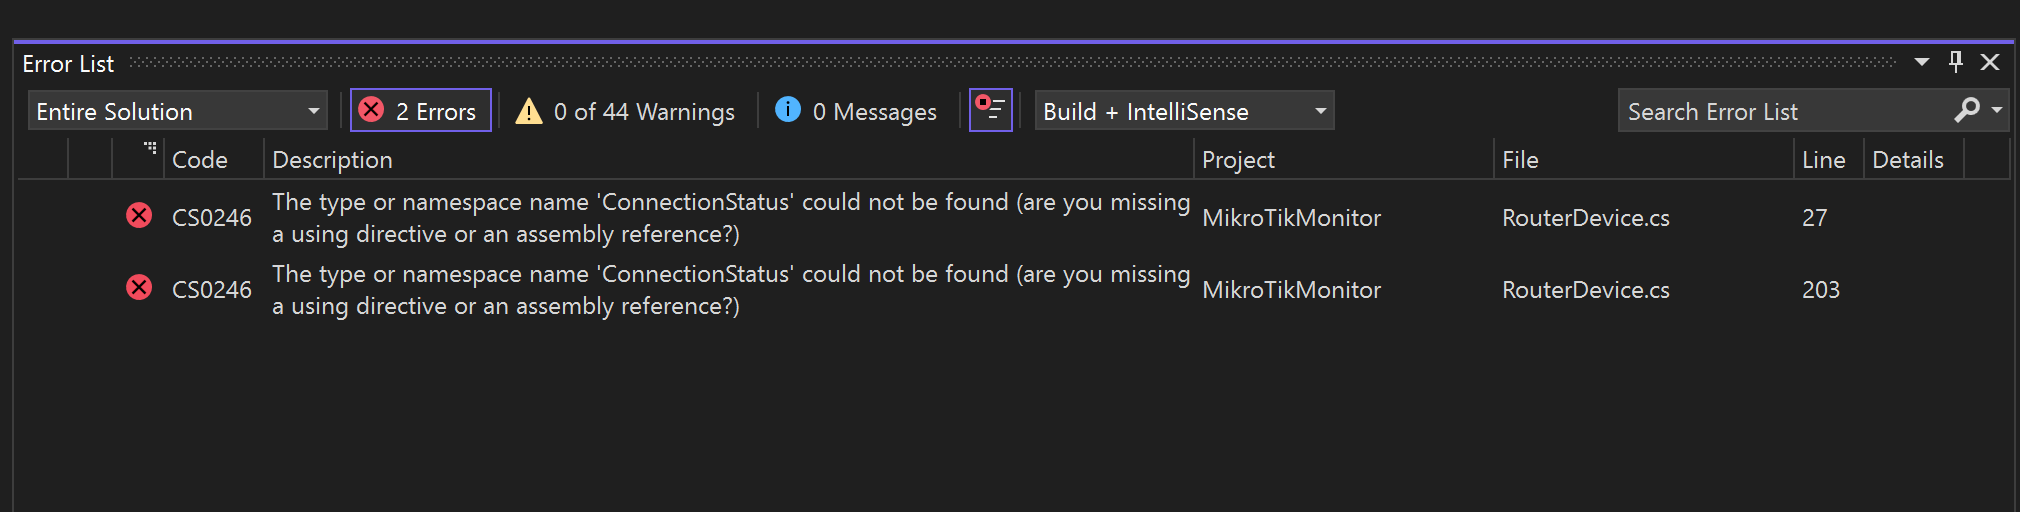 Error List
Entire Solution
2 Errors
0 of 44 Warnings
0 Messages
Build + IntelliSense
Search Error List
Code Description Project File Line Details
CS0246 The type or namespace name 'ConnectionStatus' could not be found (are you missing
a using directive or an assembly reference?) MikroTikMonitor RouterDevice.cs 27
CS0246 The type or namespace name 'ConnectionStatus' could not be found (are you missing
a using directive or an assembly reference?) MikroTikMonitor RouterDevice.cs 203